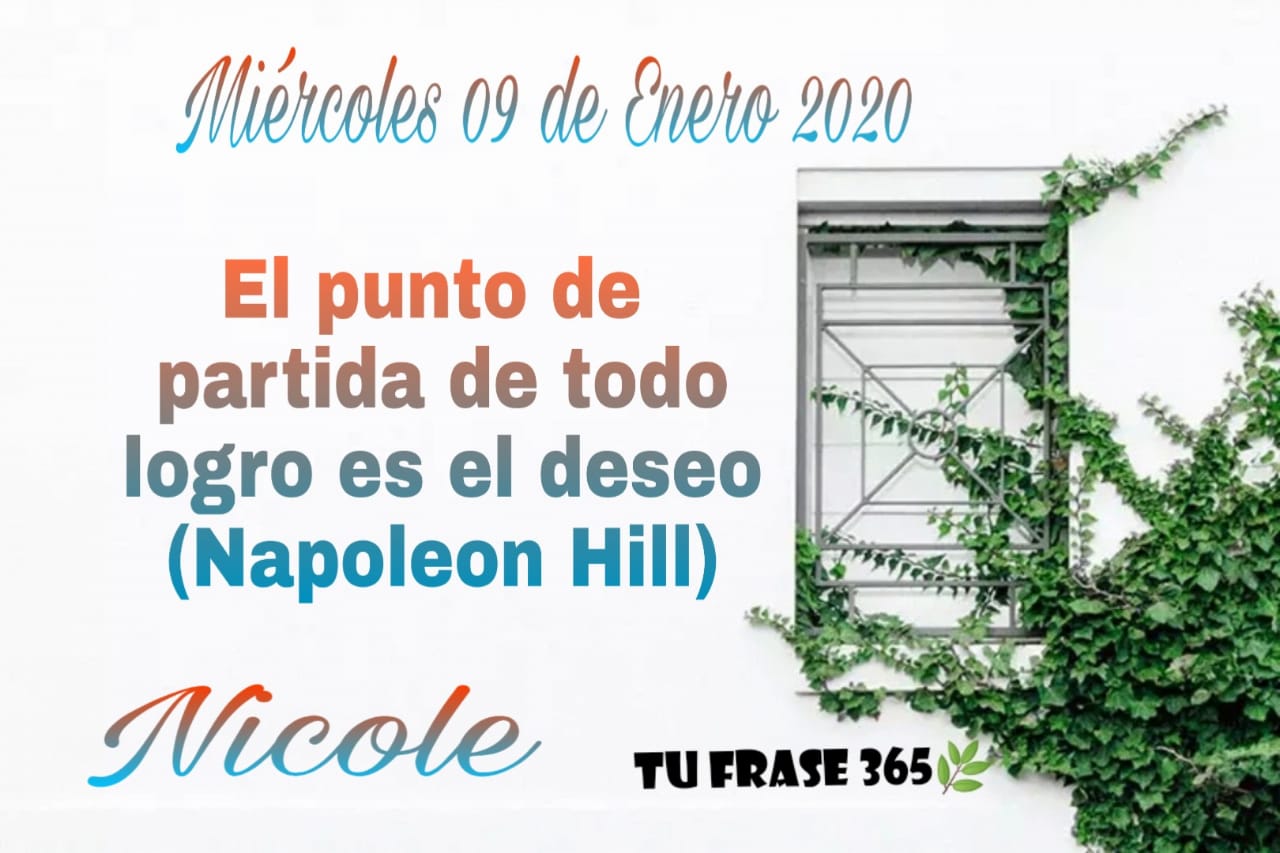 Miércoles 09 de Enero 2020
El punto de
partida de todo
logro es el deseo
(Napoleon Hill)
Nicole
TU FRASE 365